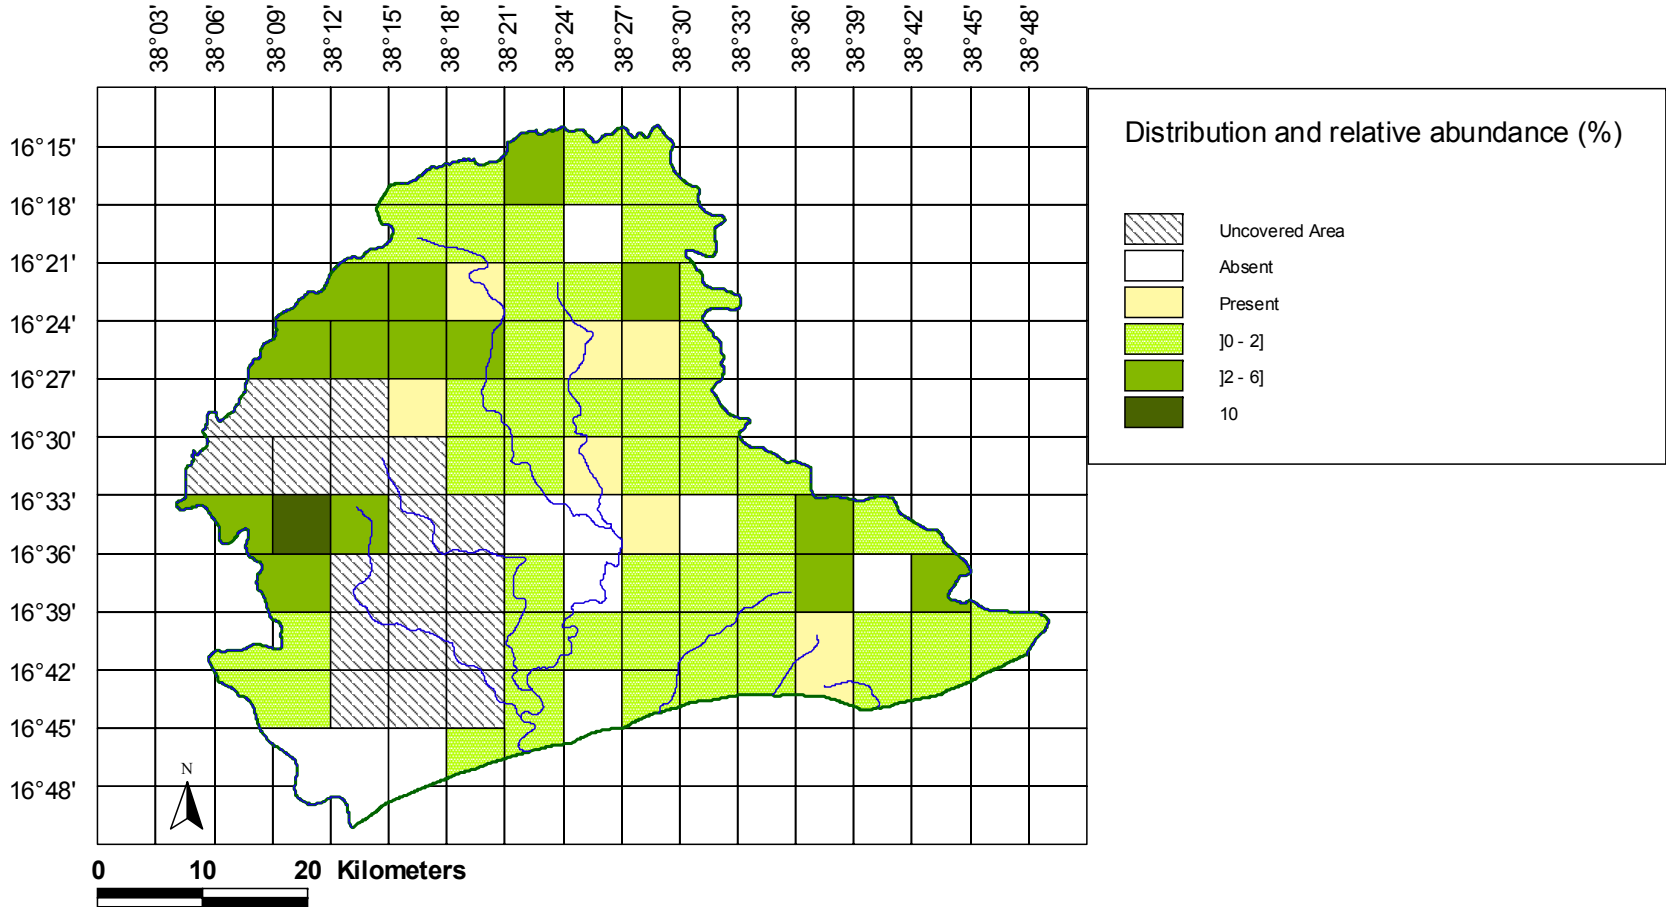 38°03' 38°06' 38°09' 38°12' 38°15' 38°18' 38°21' 38°24' 38°27' 38°30' 38°33' 38°36' 38°39' 38°42' 38°45' 38°48'
16°15'
16°18'
16°21'
16°24'
16°27'
16°30'
16°33'
16°36'
16°39'
16°42'
16°45'
16°48'
N
0 10 20 Kilometers
Distribution and relative abundance (%)
Uncovered Area
Absent
Present
]0 - 2]
]2 - 6]
10